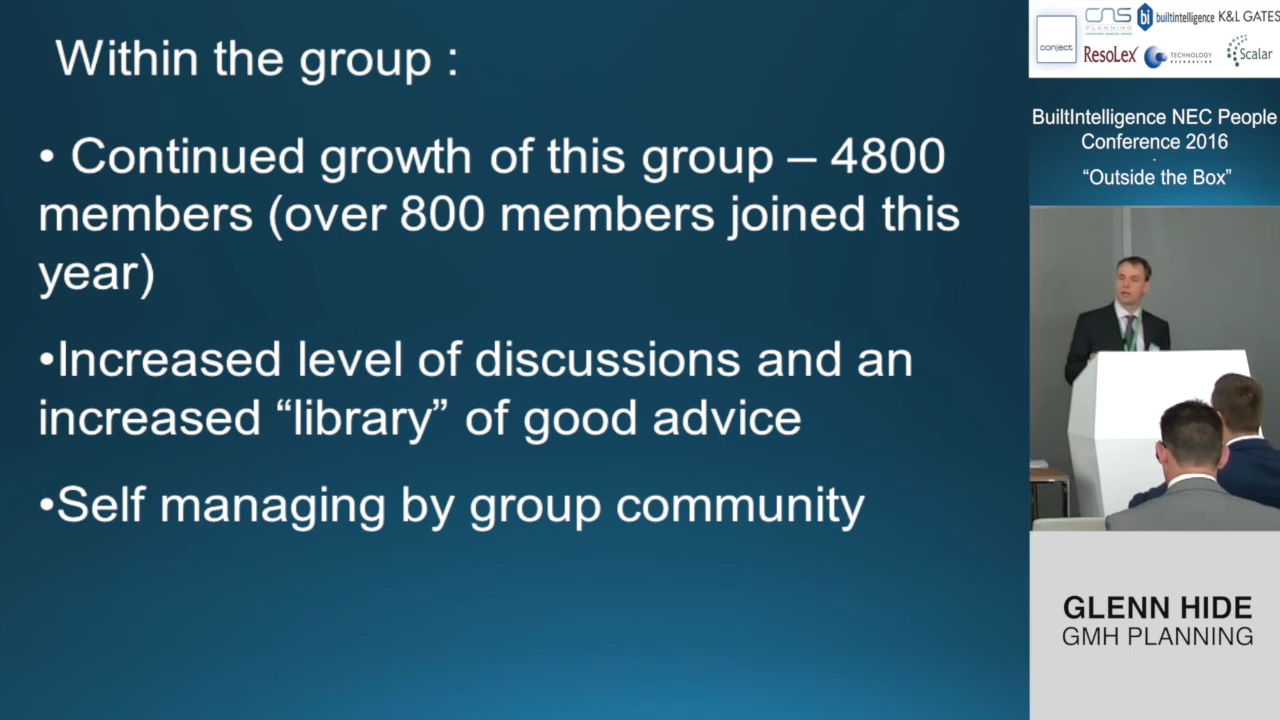 Within the group :
• Continued growth of this group – 4800
members (over 800 members joined this
year)
•Increased level of discussions and an
increased “library” of good advice
•Self managing by group community
conject
CNS
PLANNING
bi builtintelligence
K&L GATES
ResoLex
TECHNOLOGY
Scalar
BuiltIntelligence NEC People
Conference 2016
-
“Outside the Box”
GLENN HIDE
GMH PLANNING